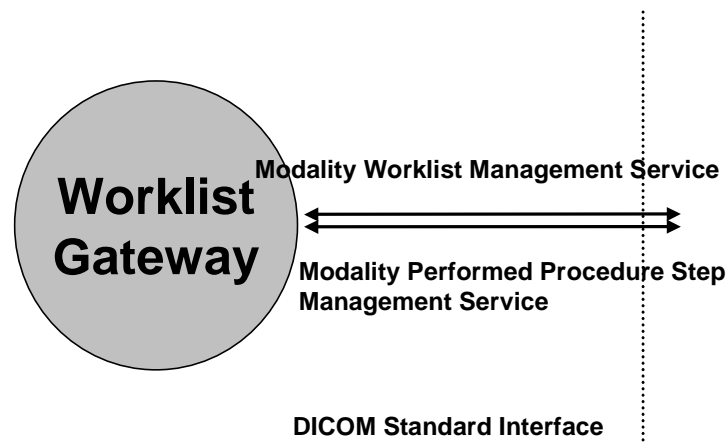 Modality Worklist Management Service
Worklist
Gateway
Modality Performed Procedure Step
Management Service
DICOM Standard Interface